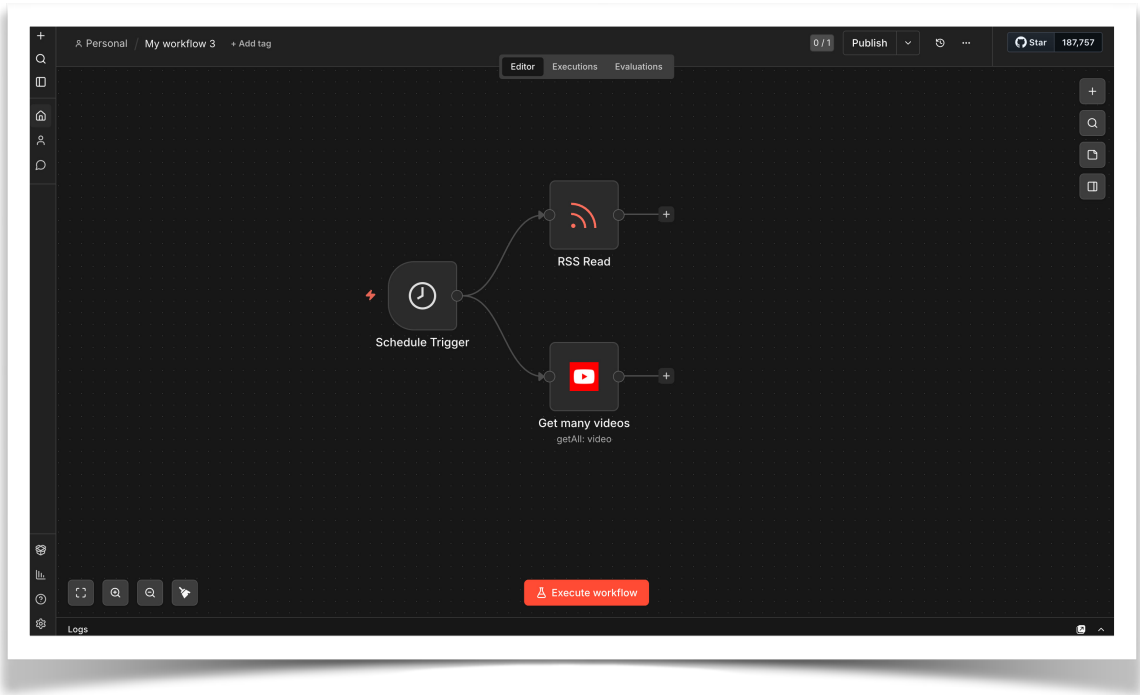 Personal / My workflow 3 + Add tag
0 / 1 Publish
Star 187,757
Editor Executions Evaluations
RSS Read
Schedule Trigger
Get many videos
getAll: video
Execute workflow
Logs